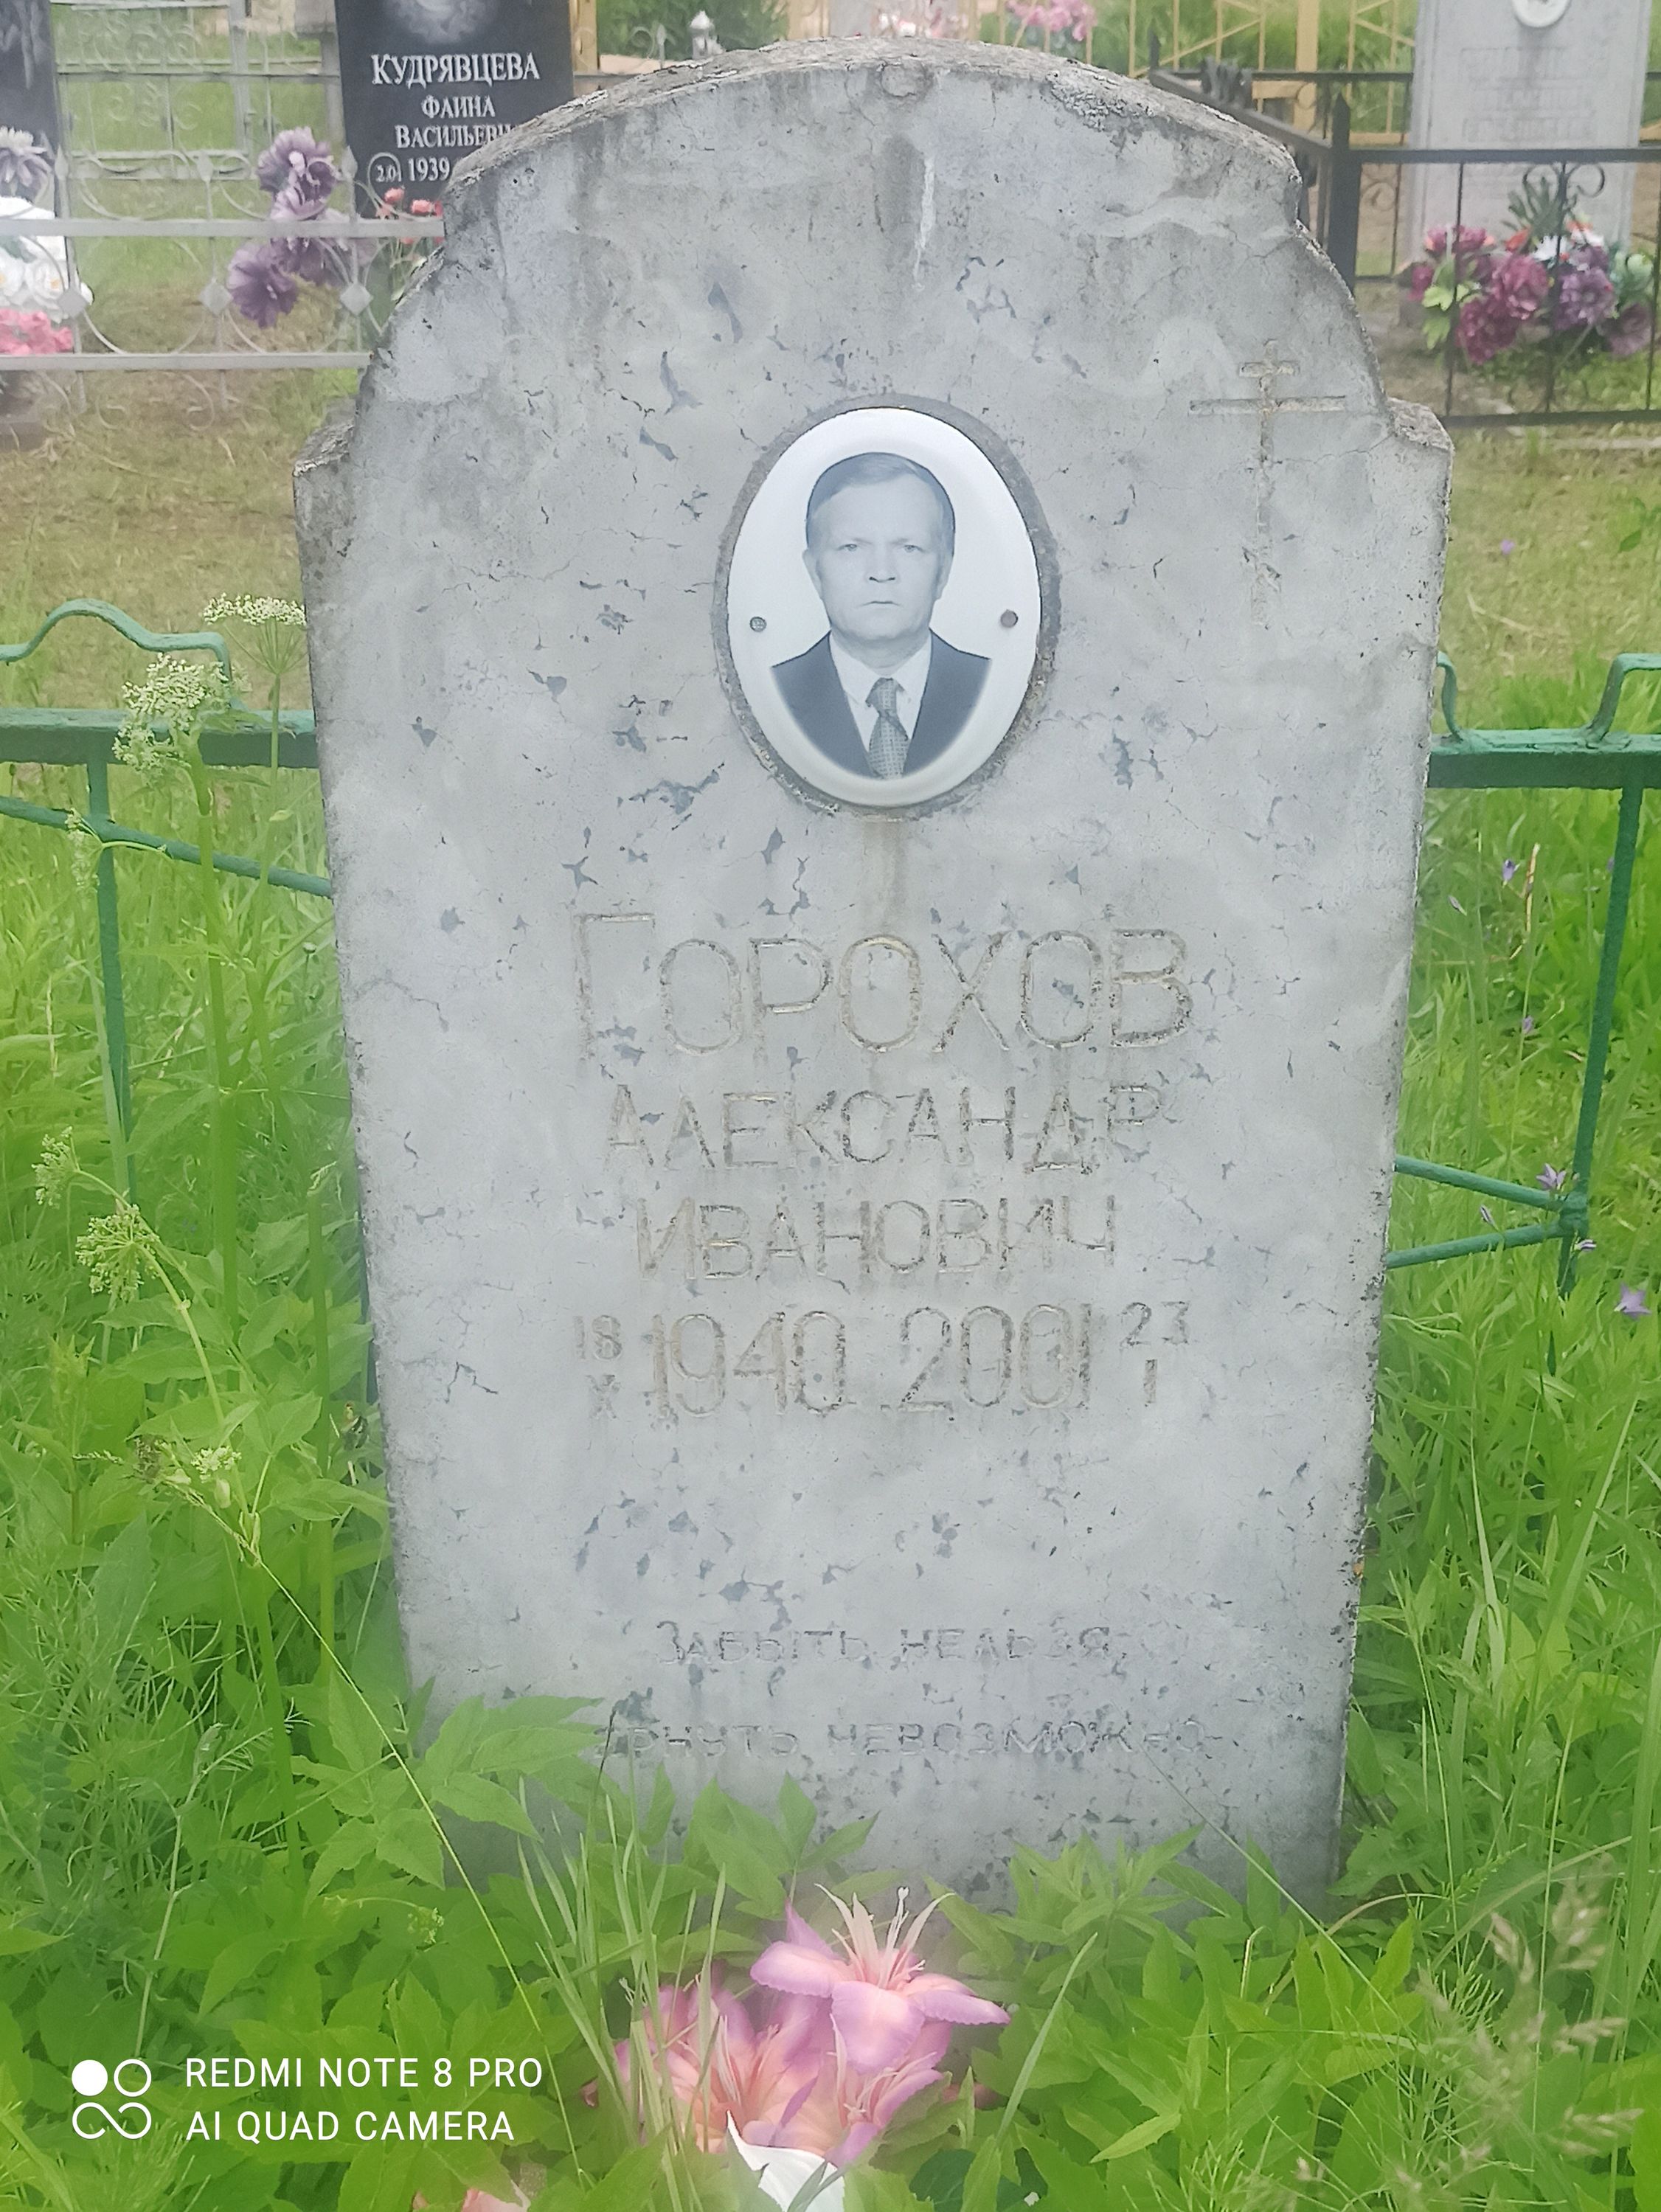 КУДРЯВЦЕВА
ФАИНА
ВАСИЛЬЕВН
1939
ГОРОХОВ
АЛЕКСАНДР
ИВАНОВИЧ
18 X 1940 2001 23 I
ЗАБЫТЬ НЕЛЬЗЯ
ЕРНУТЬ НЕВОЗМОЖНО
REDMI NOTE 8 PRO
AI QUAD CAMERA